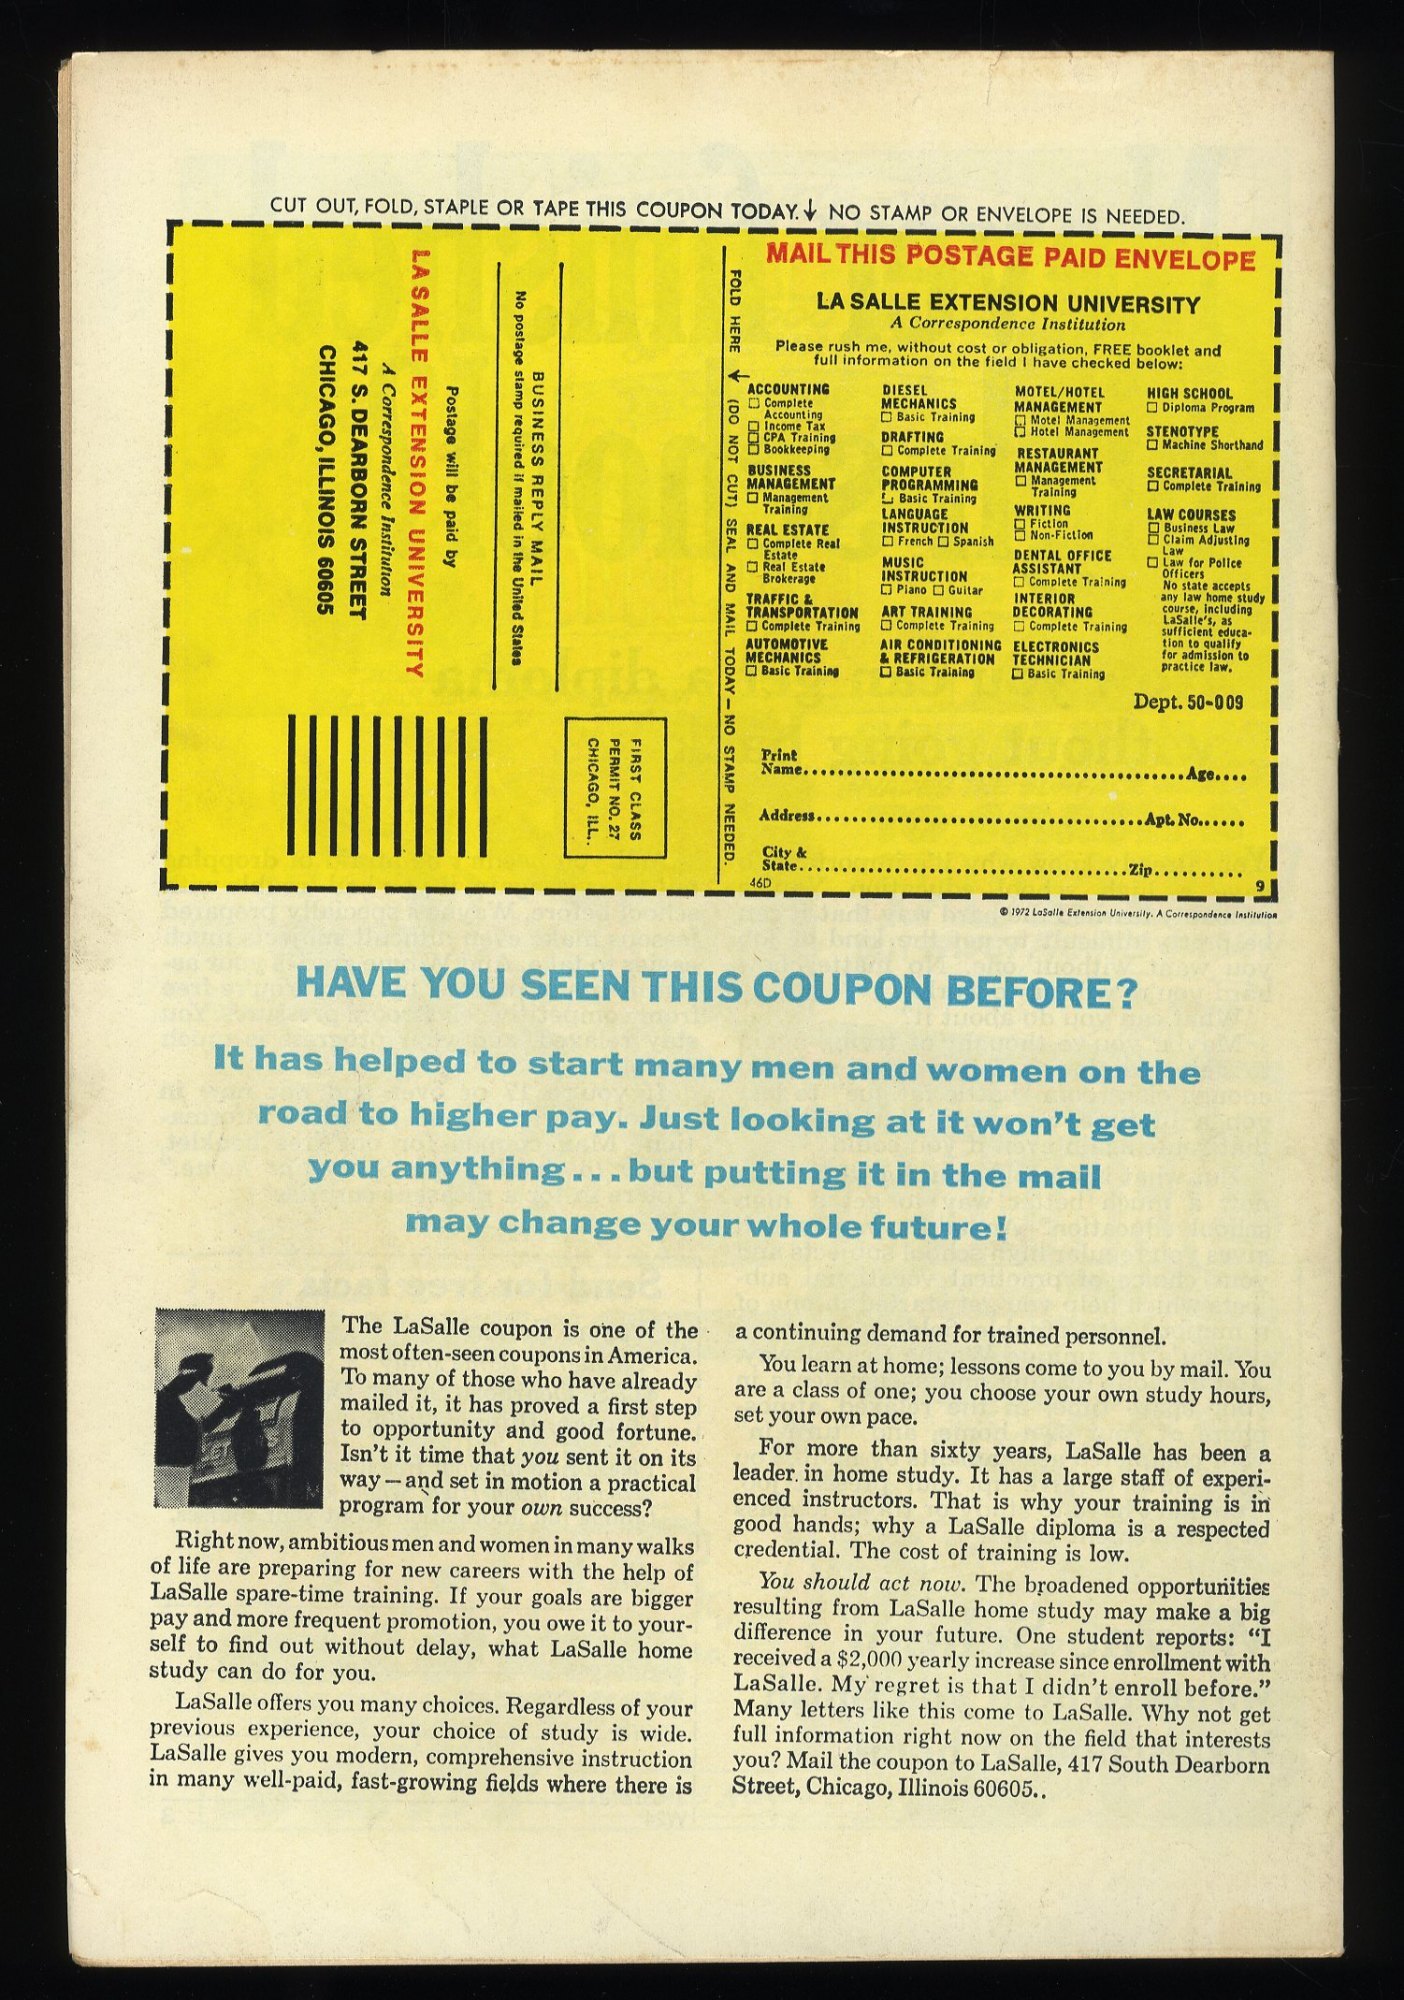 CUT OUT, FOLD, STAPLE OR TAPE THIS COUPON TODAY.↓ NO STAMP OR ENVELOPE IS NEEDED.
FIRST CLASS
PERMIT NO. 27
CHICAGO, ILL..
BUSINESS REPLY MAIL
No postage stamp required if mailed in the United States
Postage will be paid by
LA SALLE EXTENSION UNIVERSITY
A Correspondence Institution
417 S. DEARBORN STREET
CHICAGO, ILLINOIS 60605
FOLD HERE ↓ (DO NOT CUT) SEAL AND MAIL TODAY — NO STAMP NEEDED.
MAIL THIS POSTAGE PAID ENVELOPE
LA SALLE EXTENSION UNIVERSITY
A Correspondence Institution
Please rush me, without cost or obligation, FREE booklet and
full information on the field I have checked below:
ACCOUNTING
☐ Complete
Accounting
☐ Income Tax
☐ CPA Training
☐ Bookkeeping
BUSINESS
MANAGEMENT
☐ Management
Training
REAL ESTATE
☐ Complete Real
Estate
☐ Real Estate
Brokerage
TRAFFIC &
TRANSPORTATION
☐ Complete Training
AUTOMOTIVE
MECHANICS
☐ Basic Training
DIESEL
MECHANICS
☐ Basic Training
DRAFTING
☐ Complete Training
COMPUTER
PROGRAMMING
☐ Basic Training
LANGUAGE
INSTRUCTION
☐ French ☐ Spanish
MUSIC
INSTRUCTION
☐ Piano ☐ Guitar
ART TRAINING
☐ Complete Training
AIR CONDITIONING
& REFRIGERATION
☐ Basic Training
MOTEL/HOTEL
MANAGEMENT
☐ Motel Management
☐ Hotel Management
RESTAURANT
MANAGEMENT
☐ Management
Training
WRITING
☐ Fiction
☐ Non-Fiction
DENTAL OFFICE
ASSISTANT
☐ Complete Training
INTERIOR
DECORATING
☐ Complete Training
ELECTRONICS
TECHNICIAN
☐ Basic Training
HIGH SCHOOL
☐ Diploma Program
STENOTYPE
☐ Machine Shorthand
SECRETARIAL
☐ Complete Training
LAW COURSES
☐ Business Law
☐ Claim Adjusting
Law
☐ Law for Police
Officers
No state accepts
any law home study
course, including
LaSalle's, as
sufficient educa-
tion to qualify
for admission to
practice law.
Dept. 50-009
Print
Name.............................................Age....
Address.......................................Apt. No......
City &
State.......................................Zip..........
46D 9
© 1972 LaSalle Extension University. A Correspondence Institution
HAVE YOU SEEN THIS COUPON BEFORE?
It has helped to start many men and women on the
road to higher pay. Just looking at it won't get
you anything...but putting it in the mail
may change your whole future!
The LaSalle coupon is one of the
most often-seen coupons in America.
To many of those who have already
mailed it, it has proved a first step
to opportunity and good fortune.
Isn't it time that you sent it on its
way — and set in motion a practical
program for your own success?
Right now, ambitious men and women in many walks
of life are preparing for new careers with the help of
LaSalle spare-time training. If your goals are bigger
pay and more frequent promotion, you owe it to your-
self to find out without delay, what LaSalle home
study can do for you.
LaSalle offers you many choices. Regardless of your
previous experience, your choice of study is wide.
LaSalle gives you modern, comprehensive instruction
in many well-paid, fast-growing fields where there is
a continuing demand for trained personnel.
You learn at home; lessons come to you by mail. You
are a class of one; you choose your own study hours,
set your own pace.
For more than sixty years, LaSalle has been a
leader in home study. It has a large staff of experi-
enced instructors. That is why your training is in
good hands; why a LaSalle diploma is a respected
credential. The cost of training is low.
You should act now. The broadened opportunities
resulting from LaSalle home study may make a big
difference in your future. One student reports: "I
received a $2,000 yearly increase since enrollment with
LaSalle. My regret is that I didn't enroll before."
Many letters like this come to LaSalle. Why not get
full information right now on the field that interests
you? Mail the coupon to LaSalle, 417 South Dearborn
Street, Chicago, Illinois 60605..